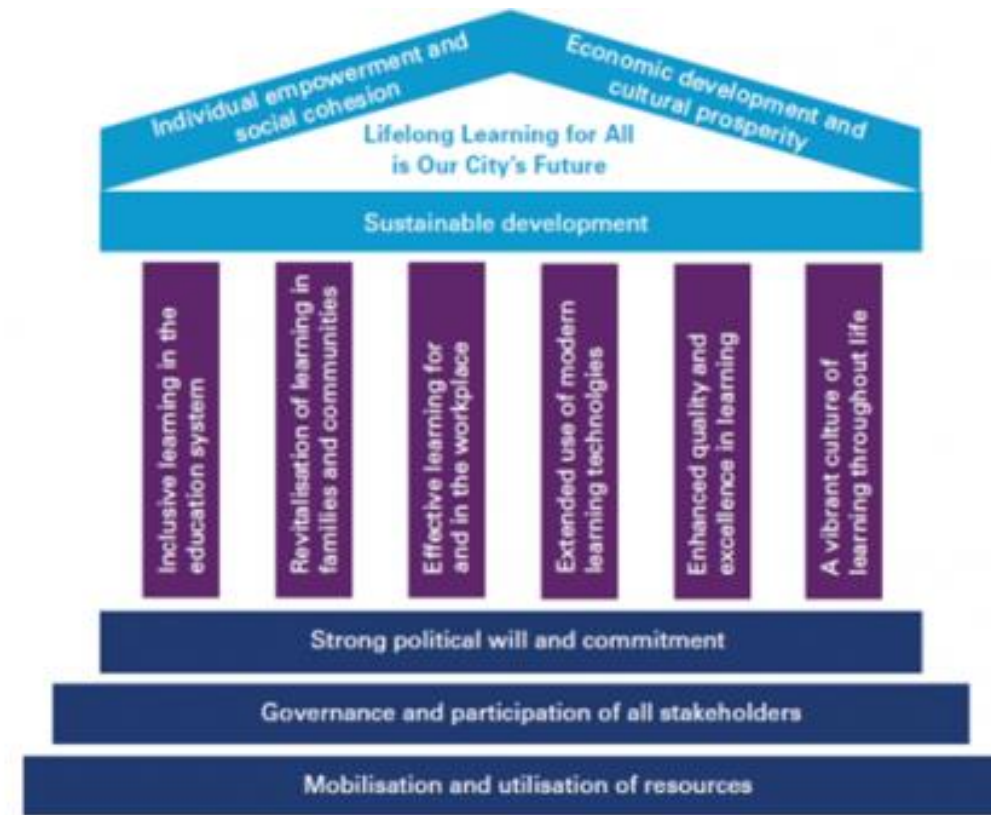 Individual empowerment and
social cohesion
Economic development and
cultural prosperity
Lifelong Learning for All
is Our City's Future
Sustainable development
Inclusive learning in the
education system
Revitalisation of learning in
families and communities
Effective learning for
and in the workplace
Extended use of modern
learning technolgies
Enhanced quality and
excellence in learning
A vibrant culture of
learning throughout life
Strong political will and commitment
Governance and participation of all stakeholders
Mobilisation and utilisation of resources